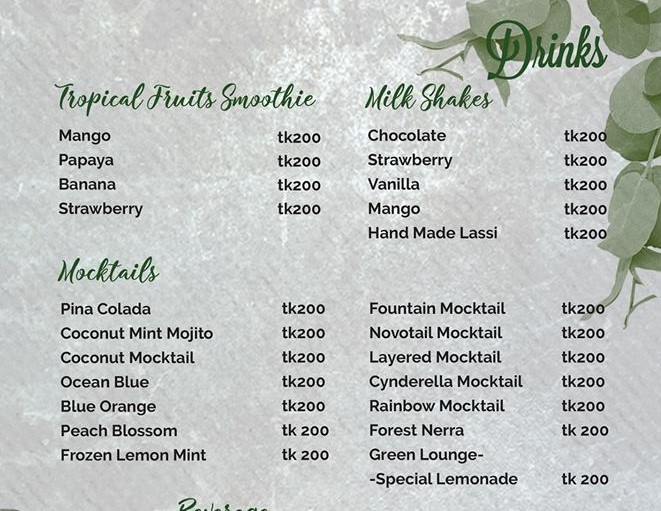 Drinks
Tropical Fruits Smoothie
Mango tk200
Papaya tk200
Banana tk200
Strawberry tk200
Milk Shakes
Chocolate tk200
Strawberry tk200
Vanilla tk200
Mango tk200
Hand Made Lassi tk200
Mocktails
Pina Colada tk200
Coconut Mint Mojito tk200
Coconut Mocktail tk200
Ocean Blue tk200
Blue Orange tk200
Peach Blossom tk 200
Frozen Lemon Mint tk 200
Fountain Mocktail tk200
Novotail Mocktail tk200
Layered Mocktail tk200
Cynderella Mocktail tk200
Rainbow Mocktail tk200
Forest Nerra tk 200
Green Lounge-
-Special Lemonade tk 200
Beverage